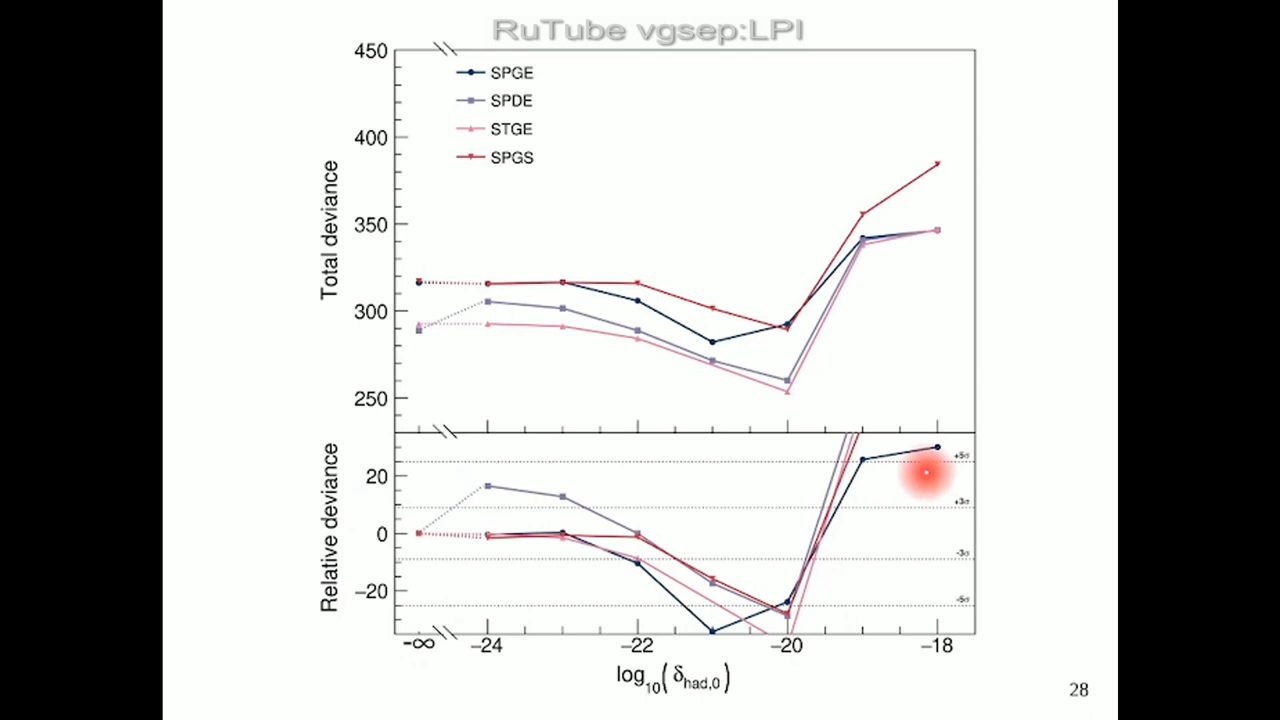 RuTube vgsep:LPI
450
400
350
300
250
Total deviance
SPGE
SPDE
STGE
SPGS
20
0
−20
Relative deviance
+5σ
+3σ
-3σ
-5σ
-∞ −24 −22 −20 −18
log10(δhad,0)
28